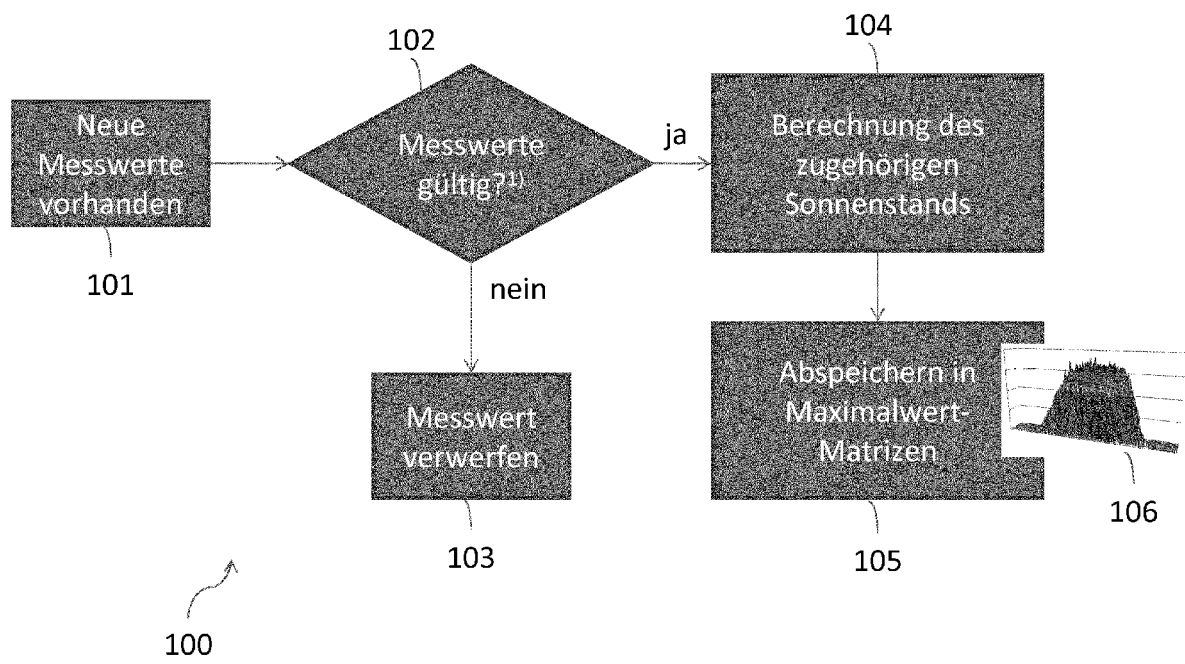 102
104
Neue
Messwerte
vorhanden
Messwerte
gültig?¹⁾
ja
Berechnung des
zugehörigen
Sonnenstands
101
nein
Messwert
verwerfen
Abspeichern in
Maximalwert-
Matrizen
106
103
105
100